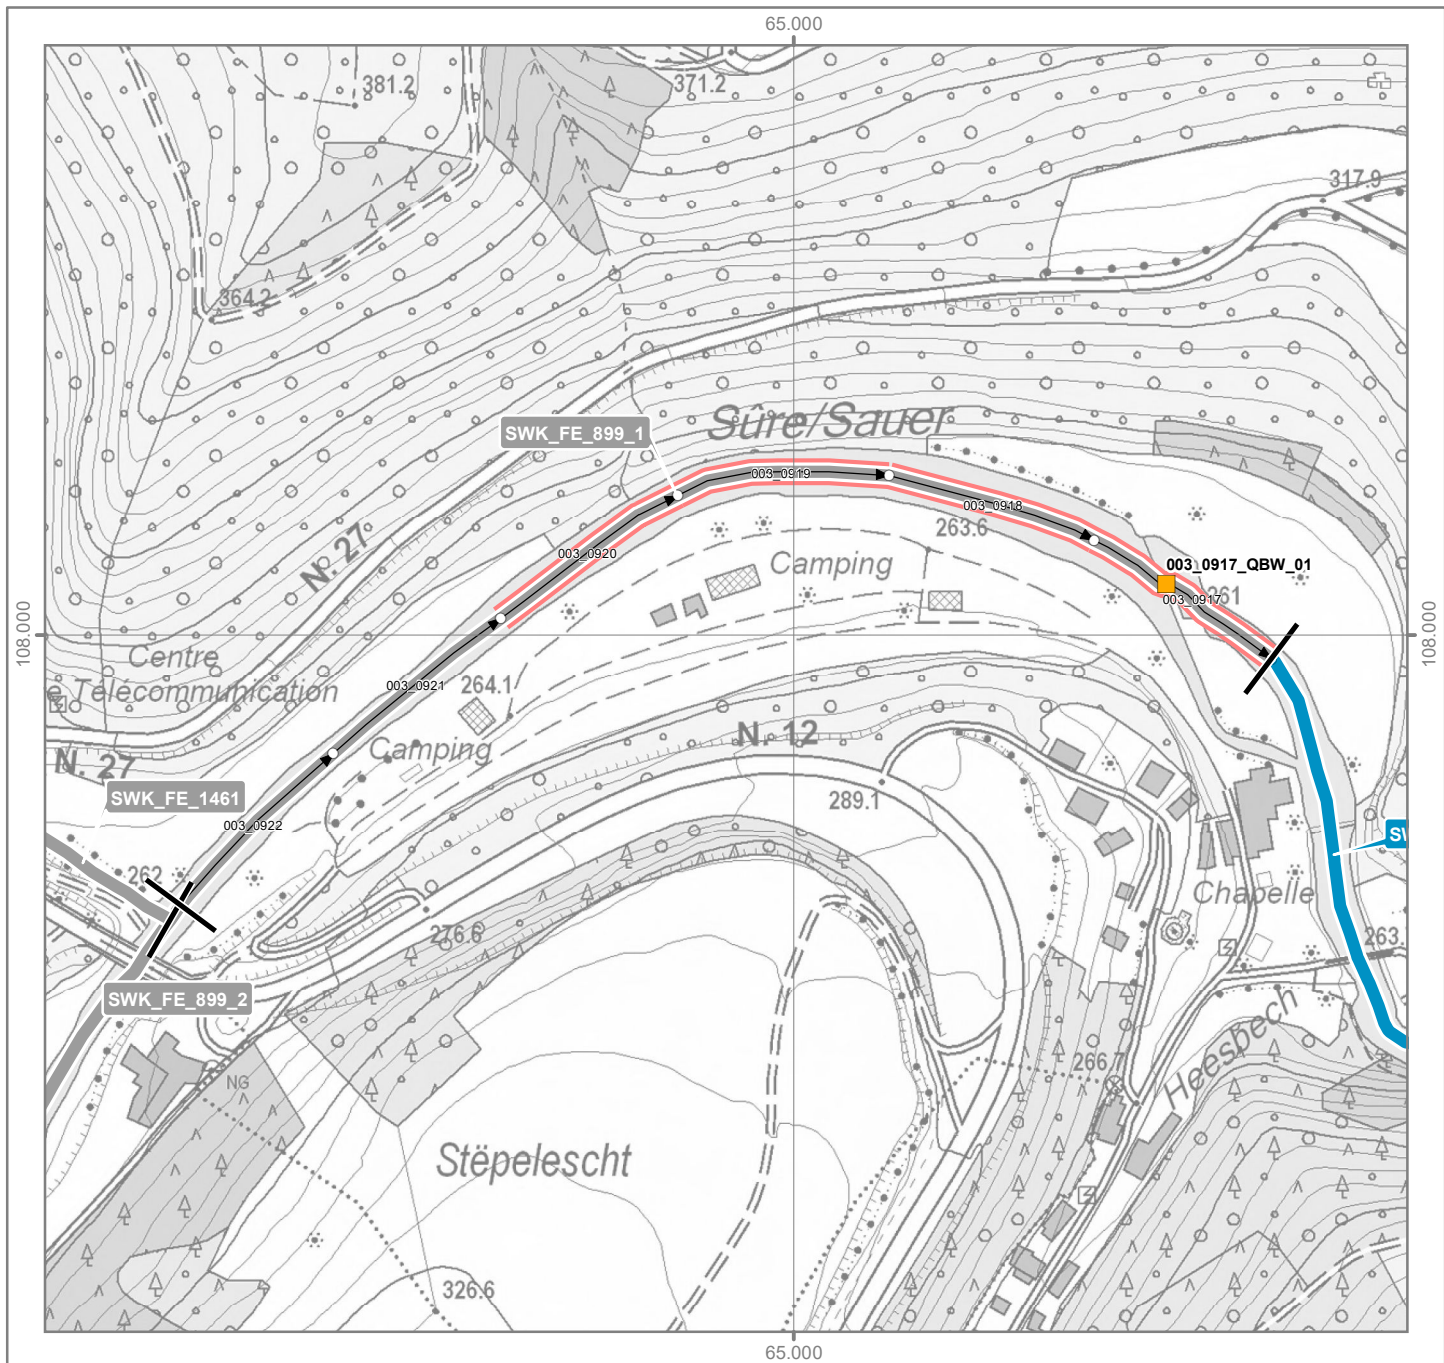 65.000
381.2
371.2
317.9
364.2
SWK_FE_899_1
Sûre/Sauer
003_0919
003_0918
263.6
N. 27
003_0920
Camping
003_0917_QBW_01
003_0917
261
108.000
108.000
Centre
e Télécommunication
003_0921
264.1
N. 12
Camping
N. 27
SWK_FE_1461
289.1
003_0922
SW
262
Chapelle
276.6
263.
SWK_FE_899_2
Heesbech
266.7
NG
Stëpelescht
326.6
65.000